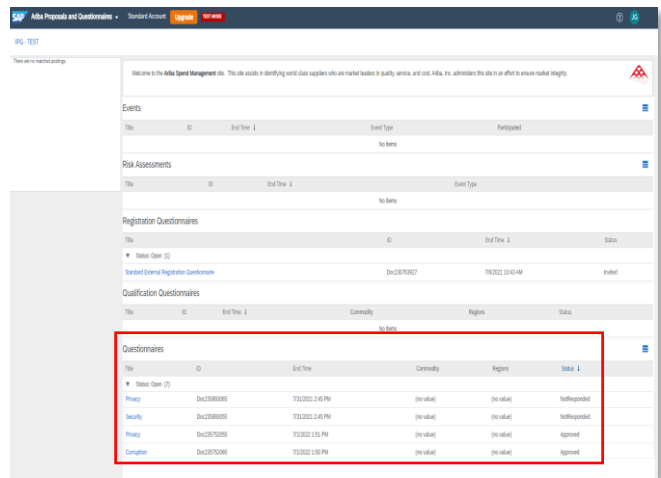 SAP Ariba Proposals and Questionnaires Standard Account Upgrade TEST MODE JG
IPG - TEST
There are no matched postings.
Welcome to the Ariba Spend Management site. This site assists in identifying world class suppliers who are market leaders in quality, service, and cost. Ariba, Inc. administers this site in an effort to ensure market integrity.
Events
Title ID End Time ↓ Event Type Participated
No items
Risk Assessments
Title ID End Time ↓ Event Type
No items
Registration Questionnaires
Title ID End Time ↓ Status
▼ Status: Open (1)
Standard External Registration Questionnaire Doc230763927 7/8/2021 10:43 AM Invited
Qualification Questionnaires
Title ID End Time ↓ Commodity Regions Status
No items
Questionnaires
Title ID End Time Commodity Regions Status ↓
▼ Status: Open (7)
Privacy 7/31/2021 2:45 PM (no value) (no value) NotResponded
Security 7/31/2021 2:45 PM (no value) (no value) NotResponded
Privacy Doc235752055 7/1/2022 1:51 PM (no value) (no value) Approved
Corruption Doc235752065 7/1/2022 1:50 PM (no value) (no value) Approved